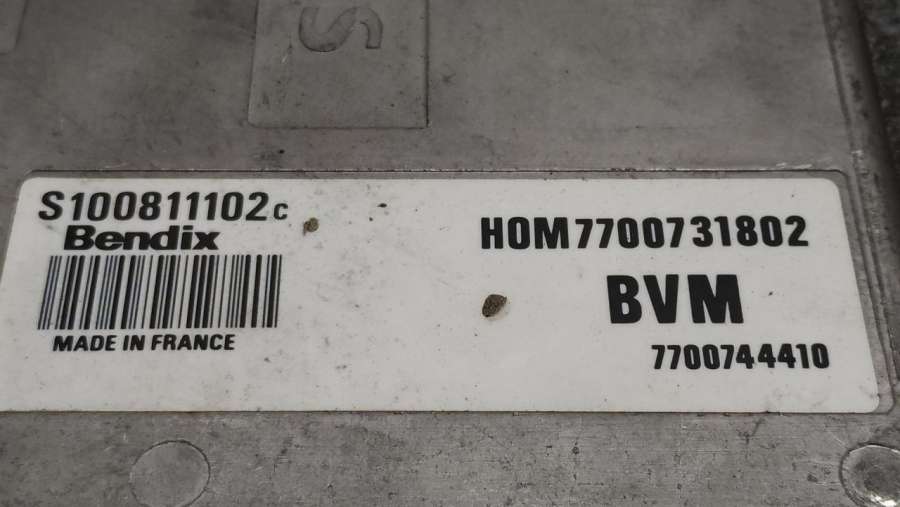 S
S100811102c
Bendix
MADE IN FRANCE
HOM7700731802
BVM
7700744410